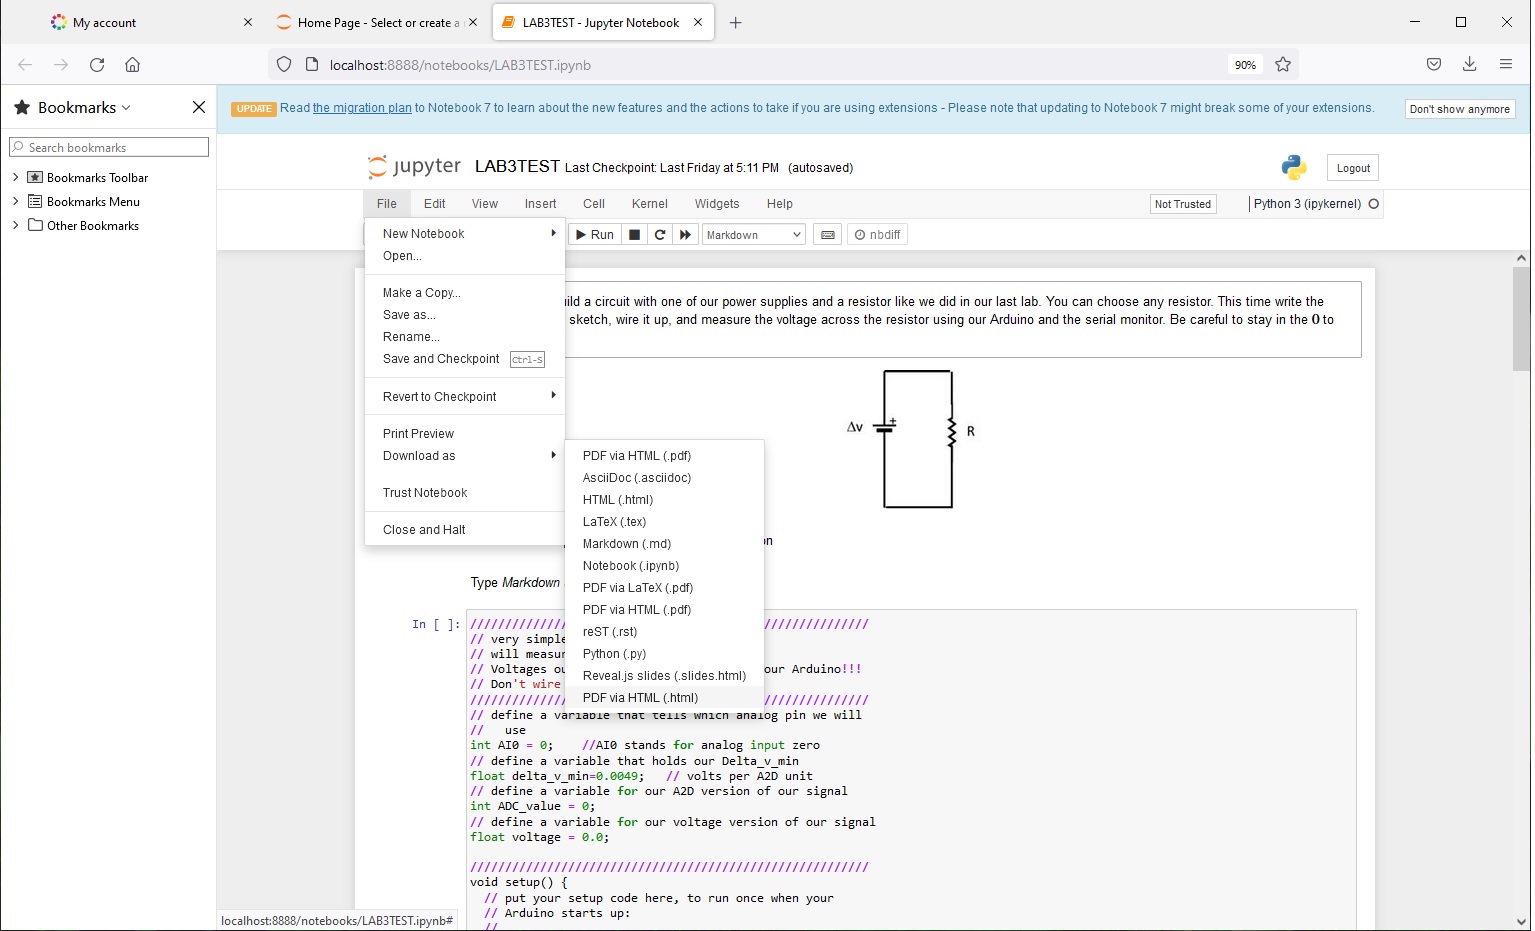 My account
Home Page - Select or create a
LAB3TEST - Jupyter Notebook
localhost:8888/notebooks/LAB3TEST.ipynb
90%
Bookmarks
Search bookmarks
Bookmarks Toolbar
Bookmarks Menu
Other Bookmarks
UPDATE Read the migration plan to Notebook 7 to learn about the new features and the actions to take if you are using extensions - Please note that updating to Notebook 7 might break some of your extensions.
Don't show anymore
jupyter LAB3TEST Last Checkpoint: Last Friday at 5:11 PM (autosaved)
Logout
File Edit View Insert Cell Kernel Widgets Help
Not Trusted
Python 3 (ipykernel)
Run
Markdown
nbdiff
New Notebook
Open...
Make a Copy...
Save as...
Rename...
Save and Checkpoint Ctrl-S
Revert to Checkpoint
Print Preview
Download as
Trust Notebook
Close and Halt
PDF via HTML (.pdf)
AsciiDoc (.asciidoc)
HTML (.html)
LaTeX (.tex)
Markdown (.md)
Notebook (.ipynb)
PDF via LaTeX (.pdf)
PDF via HTML (.pdf)
reST (.rst)
Python (.py)
Reveal.js slides (.slides.html)
PDF via HTML (.html)
ild a circuit with one of our power supplies and a resistor like we did in our last lab. You can choose any resistor. This time write the
sketch, wire it up, and measure the voltage across the resistor using our Arduino and the serial monitor. Be careful to stay in the 0 to
Δv
+
R
on
Type Markdown
In [ ]:
////////////// ///////////////
// very simple
// will measur
// Voltages ou our Arduino!!!
// Don't wire
////////////// ///////////////
// define a variable that tells which analog pin we will
// use
int AI0 = 0; //AI0 stands for analog input zero
// define a variable that holds our Delta_v_min
float delta_v_min=0.0049; // volts per A2D unit
// define a variable for our A2D version of our signal
int ADC_value = 0;
// define a variable for our voltage version of our signal
float voltage = 0.0;
/////////////////////////////////////////////////////////
void setup() {
// put your setup code here, to run once when your
// Arduino starts up:
//
localhost:8888/notebooks/LAB3TEST.ipynb#